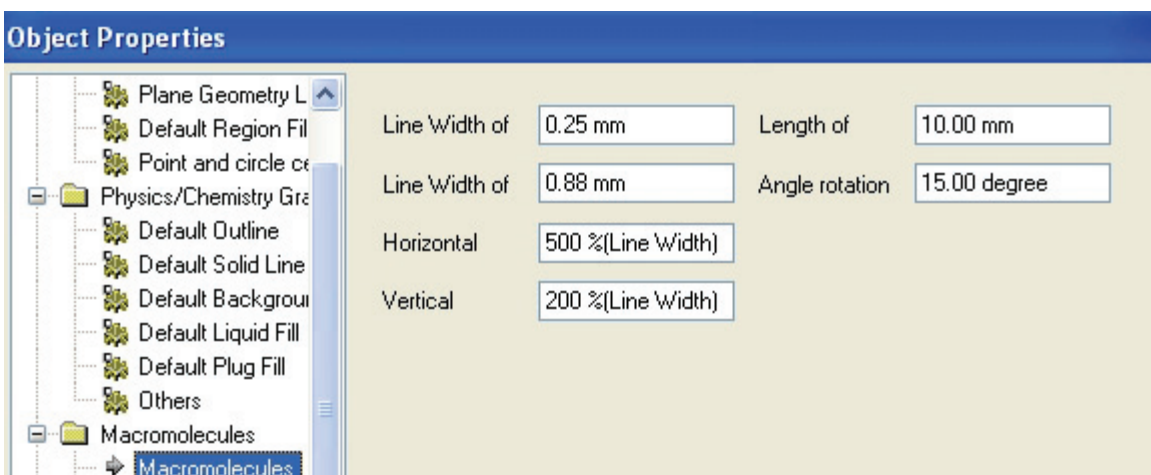 Object Properties
Plane Geometry L
Default Region Fil
Point and circle ce
Physics/Chemistry Gra
Default Outline
Default Solid Line
Default Backgrour
Default Liquid Fill
Default Plug Fill
Others
Macromolecules
Macromolecules
Line Width of 0.25 mm Length of 10.00 mm
Line Width of 0.88 mm Angle rotation 15.00 degree
Horizontal 500 %(Line Width)
Vertical 200 %(Line Width)